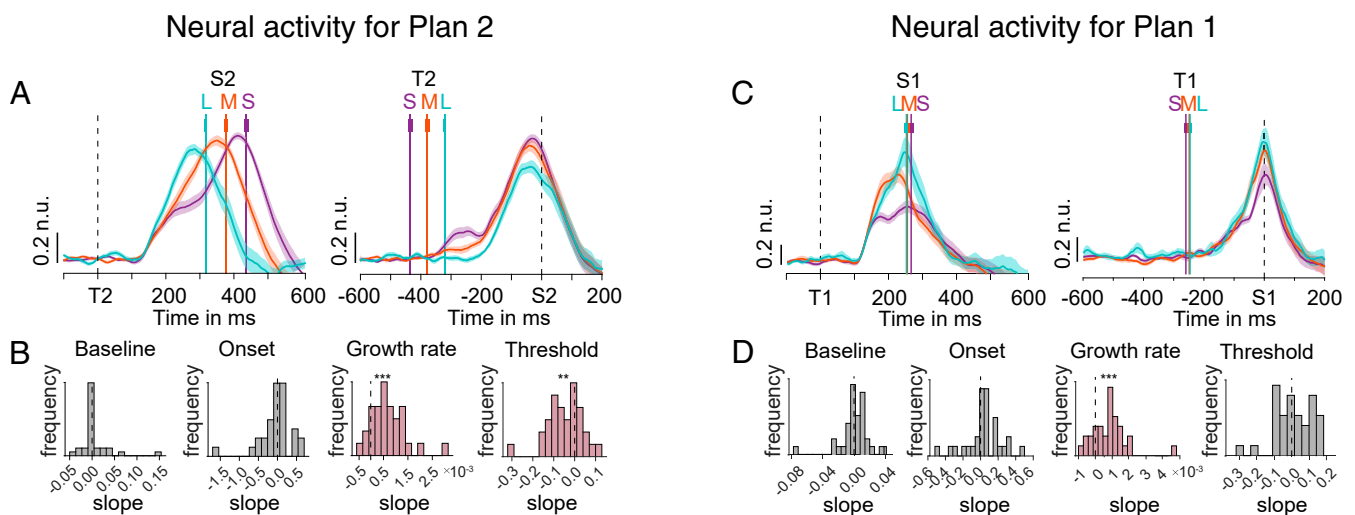 Neural activity for Plan 2
Neural activity for Plan 1
A
S2
L M S
T2
S M L
0.2 n.u.
0.2 n.u.
T2 200 400 600
Time in ms
-600 -400 -200 S2 200
Time in ms
C
S1
L M S
T1
S M L
0.2 n.u.
0.2 n.u.
T1 200 400 600
Time in ms
-600 -400 -200 S1 200
Time in ms
B
Baseline
frequency
-0.05 0.00 0.05 0.10 0.15
slope
Onset
frequency
-1.5 -1.0 -0.5 0.0 0.5
slope
Growth rate
***
frequency
-0.5 0.5 1.5 2.5 ×10⁻³
slope
Threshold
**
frequency
-0.3 -0.2 -0.1 0.0 0.1
slope
D
Baseline
frequency
-0.08 -0.04 0.00 0.04
slope
Onset
frequency
-0.6 -0.4 -0.2 0.0 0.2 0.4 0.6
slope
Growth rate
***
frequency
-1 0 1 2 3 4 ×10⁻³
slope
Threshold
frequency
-0.3 -0.2 -0.1 0.0 0.1 0.2
slope